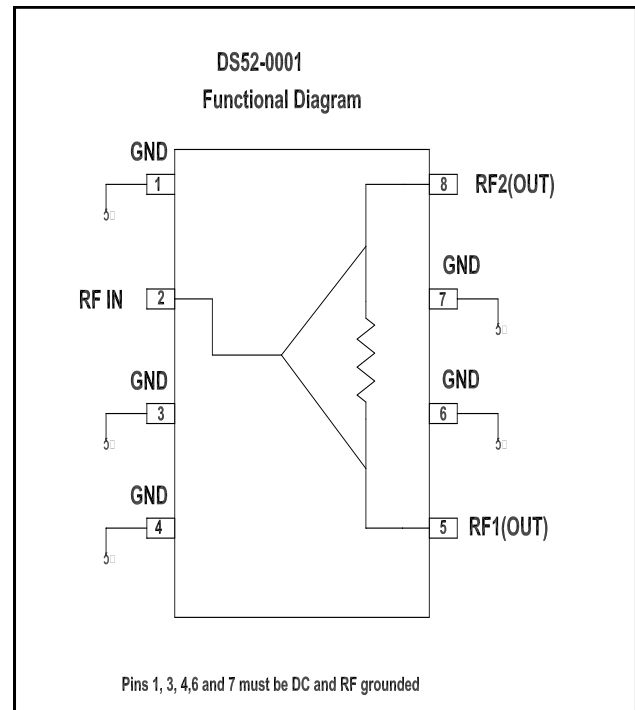 DS52-0001
Functional Diagram
GND
1
8
RF2(OUT)
GND
RF IN
2
7
GND
GND
3
6
GND
4
5
RF1(OUT)
Pins 1, 3, 4,6 and 7 must be DC and RF grounded